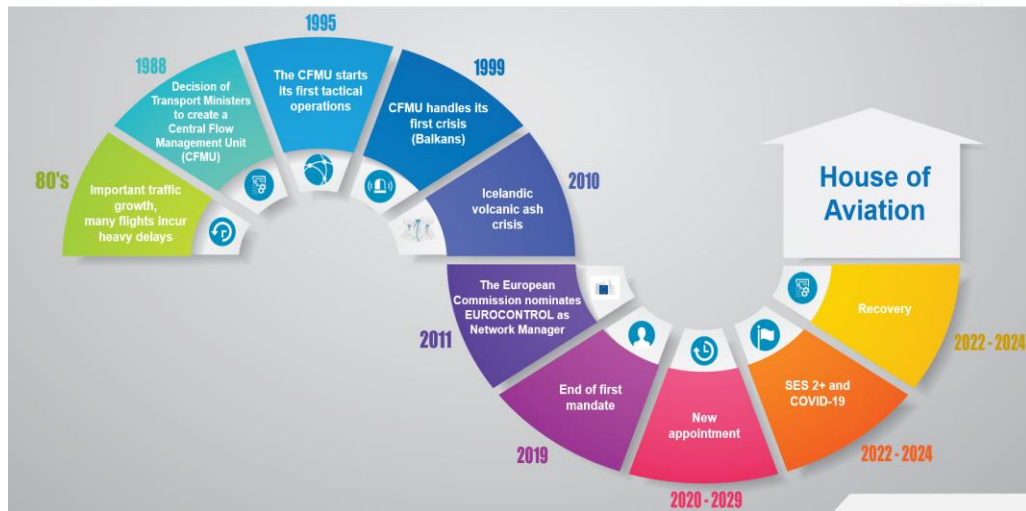 80's
Important traffic
growth,
many flights incur
heavy delays
1988
Decision of
Transport Ministers
to create a
Central Flow
Management Unit
(CFMU)
1995
The CFMU starts
its first tactical
operations
1999
CFMU handles its
first crisis
(Balkans)
2010
Icelandic
volcanic ash
crisis
2011
The European
Commission nominates
EUROCONTROL as
Network Manager
2019
End of first
mandate
2020 - 2029
New
appointment
2022 - 2024
SES 2+ and
COVID-19
2022 - 2024
Recovery
House of
Aviation